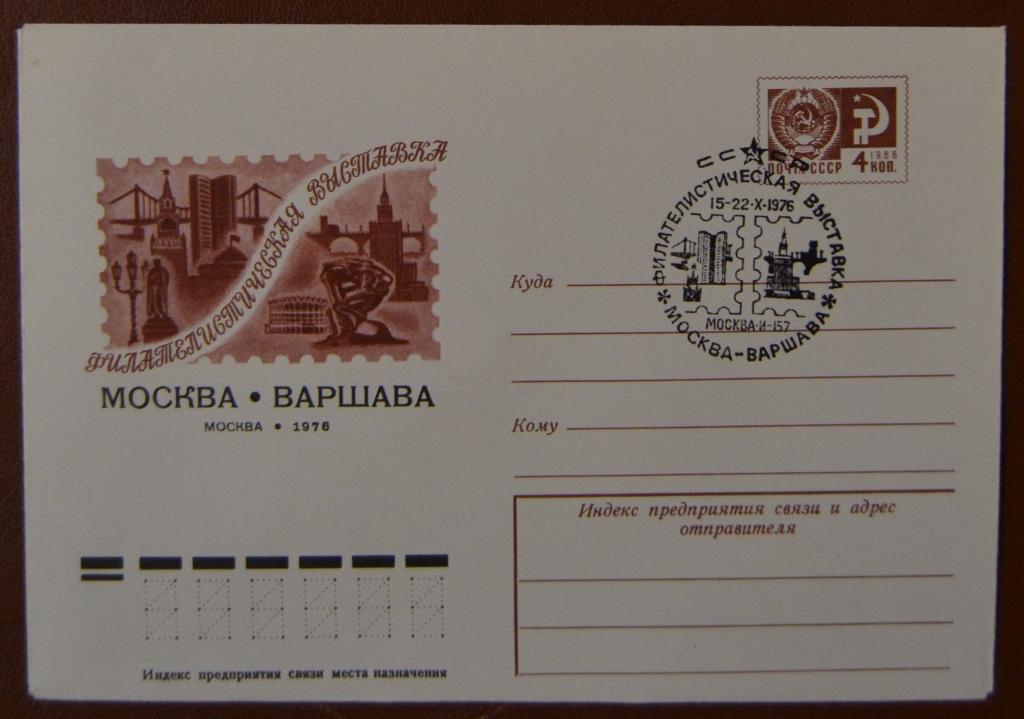 ФИЛАТЕЛИСТИЧЕСКАЯ ВЫСТАВКА
МОСКВА • ВАРШАВА
МОСКВА • 1976
ПОЧТА СССР
1966
4 КОП.
СССР
ФИЛАТЕЛИСТИЧЕСКАЯ ВЫСТАВКА
15-22·X·1976
МОСКВА-И-157
* МОСКВА-ВАРШАВА *
Куда
Кому
Индекс предприятия связи и адрес
отправителя
Индекс предприятия связи места назначения